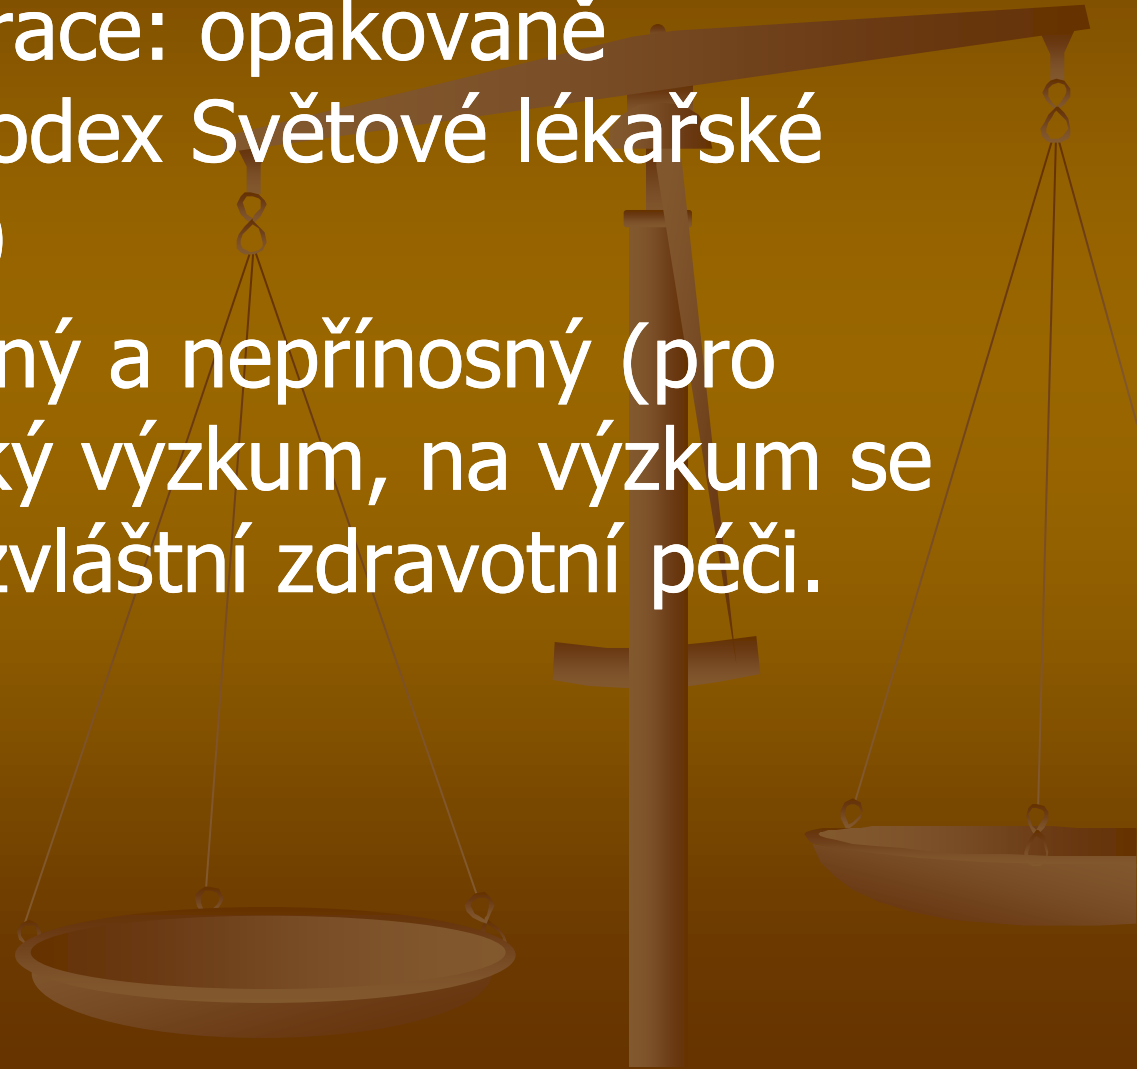 race: opakovaně
odex Světové lékařské
)
ný a nepřínosný (pro
ký výzkum, na výzkum se
zvláštní zdravotní péči.